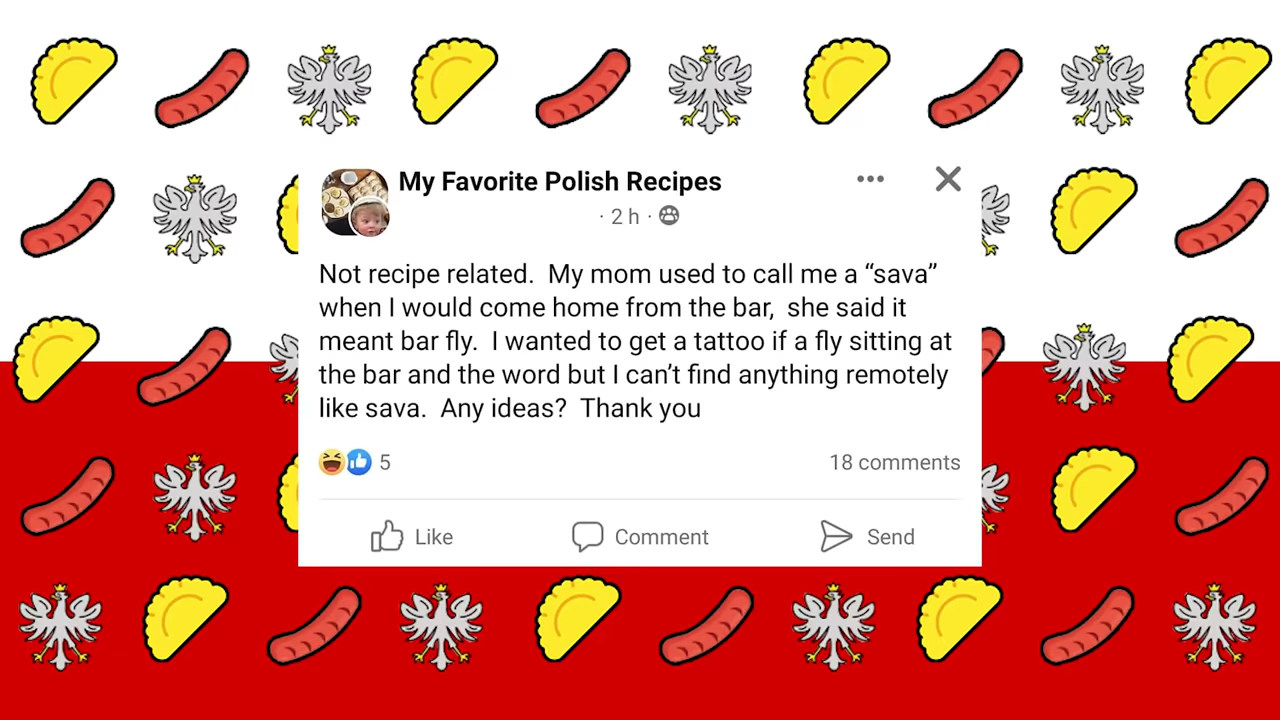 My Favorite Polish Recipes
· 2 h ·
Not recipe related.  My mom used to call me a “sava”
when I would come home from the bar,  she said it
meant bar fly.  I wanted to get a tattoo if a fly sitting at
the bar and the word but I can’t find anything remotely
like sava.  Any ideas?  Thank you
5
18 comments
Like
Comment
Send